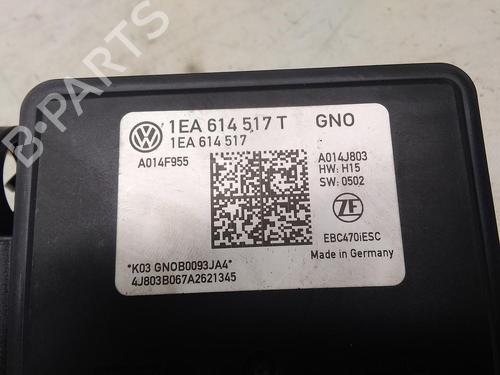 B-PARTS
1EA 614 517 T GNO
1EA 614 517
A014F955
A014J803
HW: H15
SW: 0502
ZF
EBC470iESC
Made in Germany
*K03 GNOB0093JA4*
4J803B067A2621345